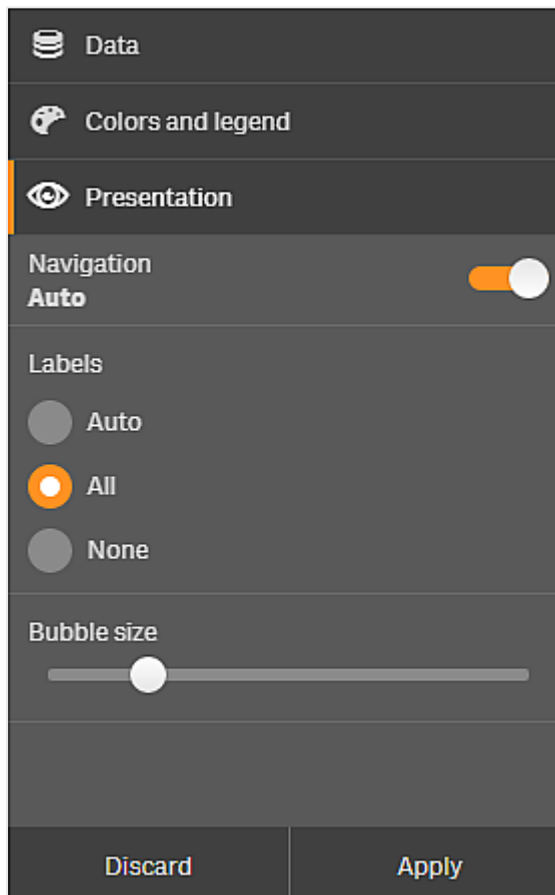 Data
Colors and legend
Presentation
Navigation
Auto
Labels
Auto
All
None
Bubble size
Discard
Apply